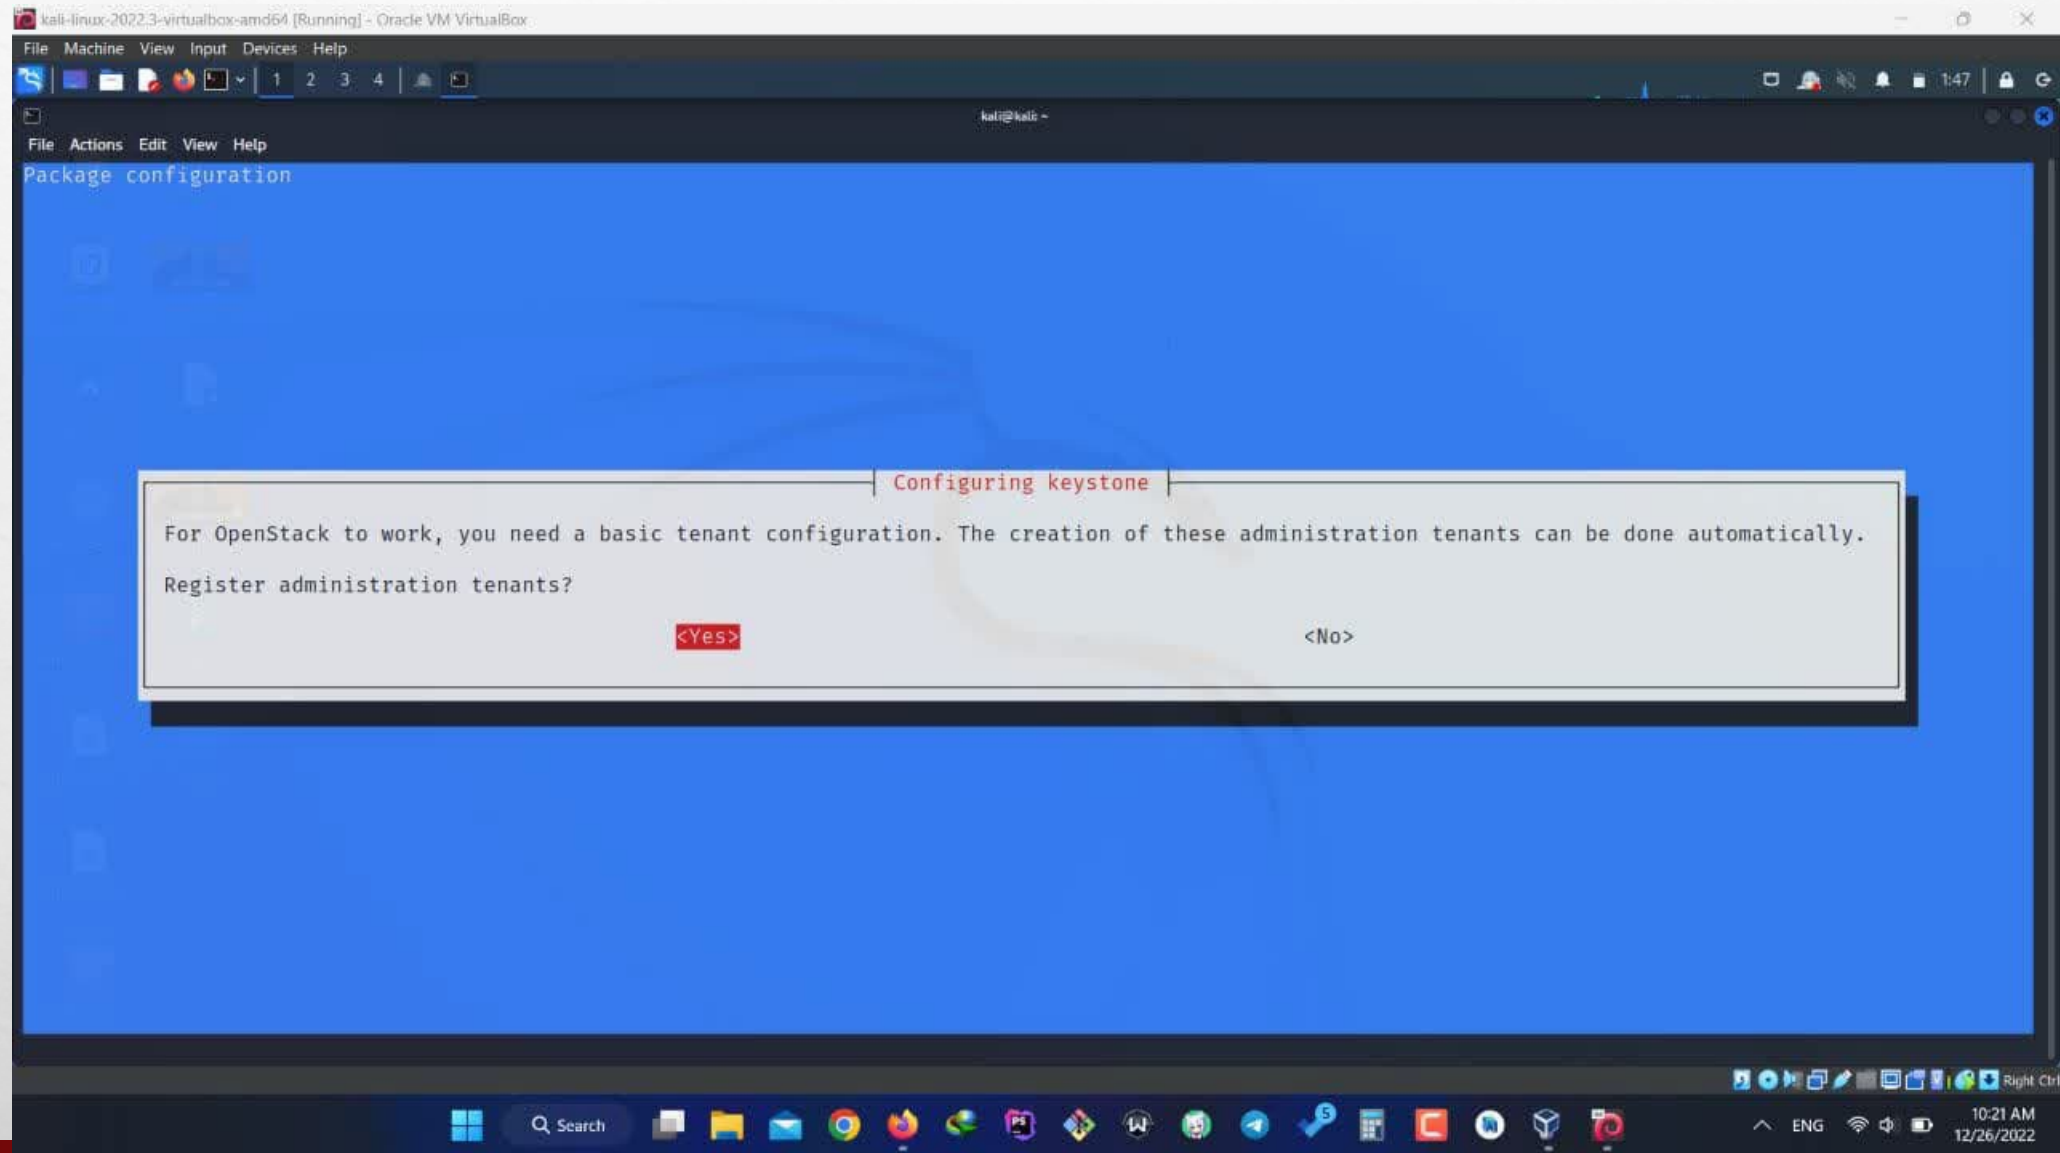 kali-linux-2022.3-virtualbox-amd64 [Running] - Oracle VM VirtualBox
File Machine View Input Devices Help
1 2 3 4 1:47
kali@kali: ~
File Actions Edit View Help
Package configuration
Configuring keystone
For OpenStack to work, you need a basic tenant configuration. The creation of these administration tenants can be done automatically.
Register administration tenants?
<Yes> <No>
Right Ctrl
Search
PS
5
ENG
10:21 AM
12/26/2022